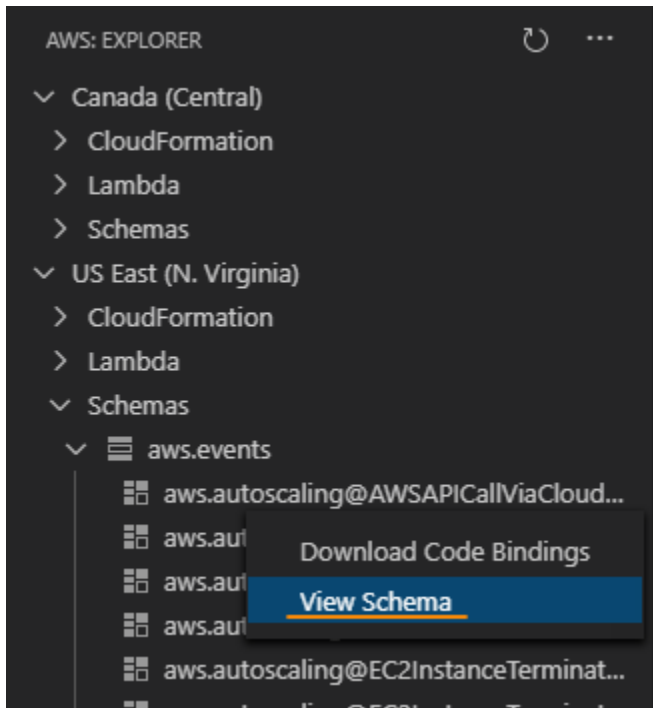 AWS: EXPLORER
Canada (Central)
CloudFormation
Lambda
Schemas
US East (N. Virginia)
CloudFormation
Lambda
Schemas
aws.events
aws.autoscaling@AWSAPICallViaCloud...
aws.aut
Download Code Bindings
aws.aut
View Schema
aws.aut
aws.autoscaling@EC2InstanceTerminat...